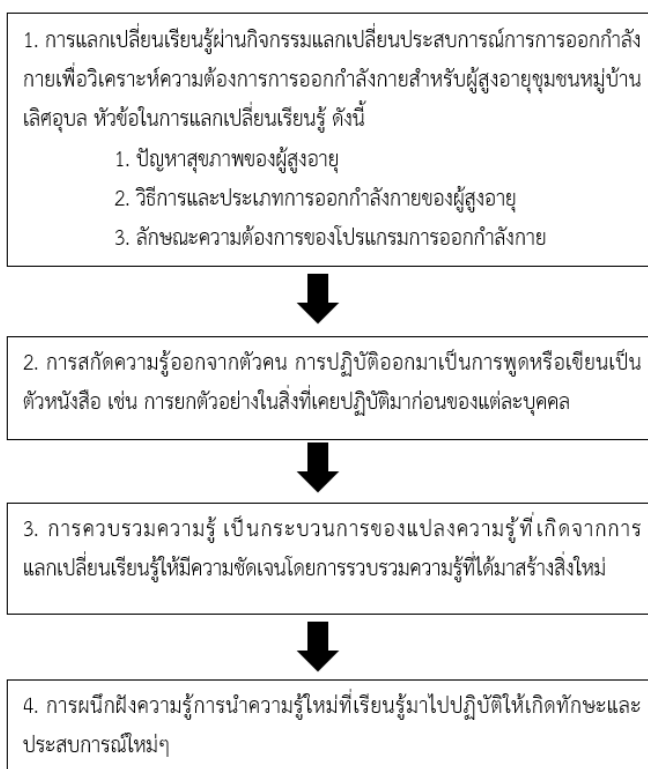 1. การแลกเปลี่ยนเรียนรู้ผ่านกิจกรรมแลกเปลี่ยนประสบการณ์การการออกกำลัง
กายเพื่อวิเคราะห์ความต้องการการออกกำลังกายสำหรับผู้สูงอายุชุมชนหมู่บ้าน
เลิศอุบล หัวข้อในการแลกเปลี่ยนเรียนรู้ ดังนี้
1. ปัญหาสุขภาพของผู้สูงอายุ
2. วิธีการและประเภทการออกกำลังกายของผู้สูงอายุ
3. ลักษณะความต้องการของโปรแกรมการออกกำลังกาย
2. การสกัดความรู้ออกจากตัวคน การปฏิบัติออกมาเป็นการพูดหรือเขียนเป็น
ตัวหนังสือ เช่น การยกตัวอย่างในสิ่งที่เคยปฏิบัติมาก่อนของแต่ละบุคคล
3. การควบรวมความรู้ เป็นกระบวนการของแปลงความรู้ที่เกิดจากการ
แลกเปลี่ยนเรียนรู้ให้มีความชัดเจนโดยการรวบรวมความรู้ที่ได้มาสร้างสิ่งใหม่
4. การผนึกฝังความรู้การนำความรู้ใหม่ที่เรียนรู้มาไปปฏิบัติให้เกิดทักษะและ
ประสบการณ์ใหม่ๆ